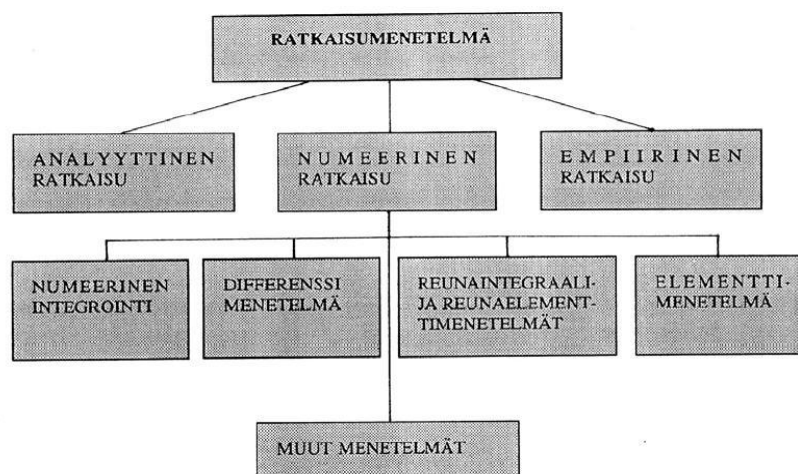 RATKAISUMENETELMÄ
ANALYYTTINEN
RATKAISU
NUMEERINEN
RATKAISU
EMPIIRINEN
RATKAISU
NUMEERINEN
INTEGROINTI
DIFFERENSSI
MENETELMÄ
REUNAINTEGRAALI-
JA REUNAELEMENT-
TIMENETELMÄT
ELEMENTTI-
MENETELMÄ
MUUT MENETELMÄT